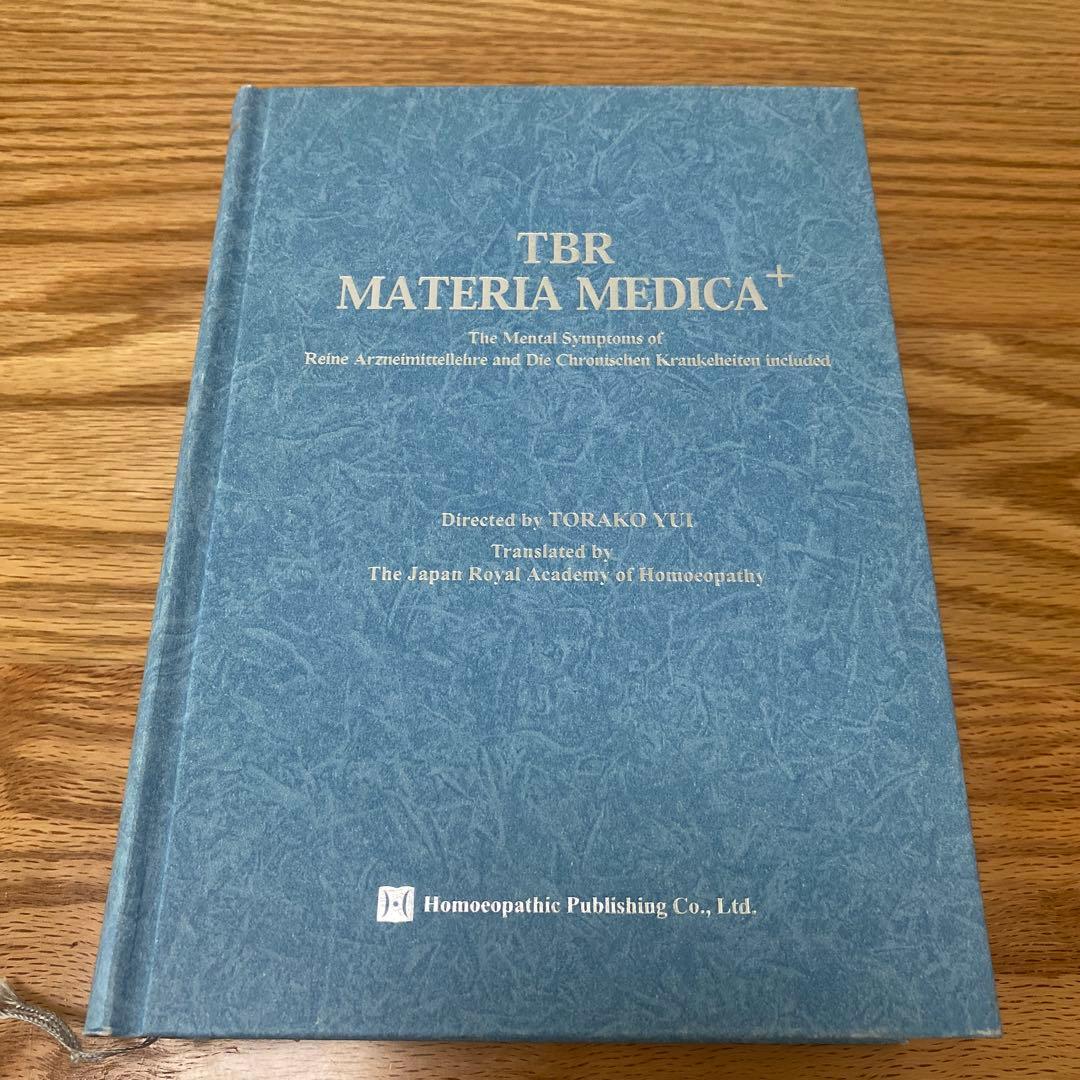 TBR
MATERIA MEDICA+
The Mental Symptoms of
Reine Arzneimittellehre and Die Chronischen Krankeheiten included
Directed by TORAKO YUI
Translated by
The Japan Royal Academy of Homoeopathy
Homoeopathic Publishing Co., Ltd.